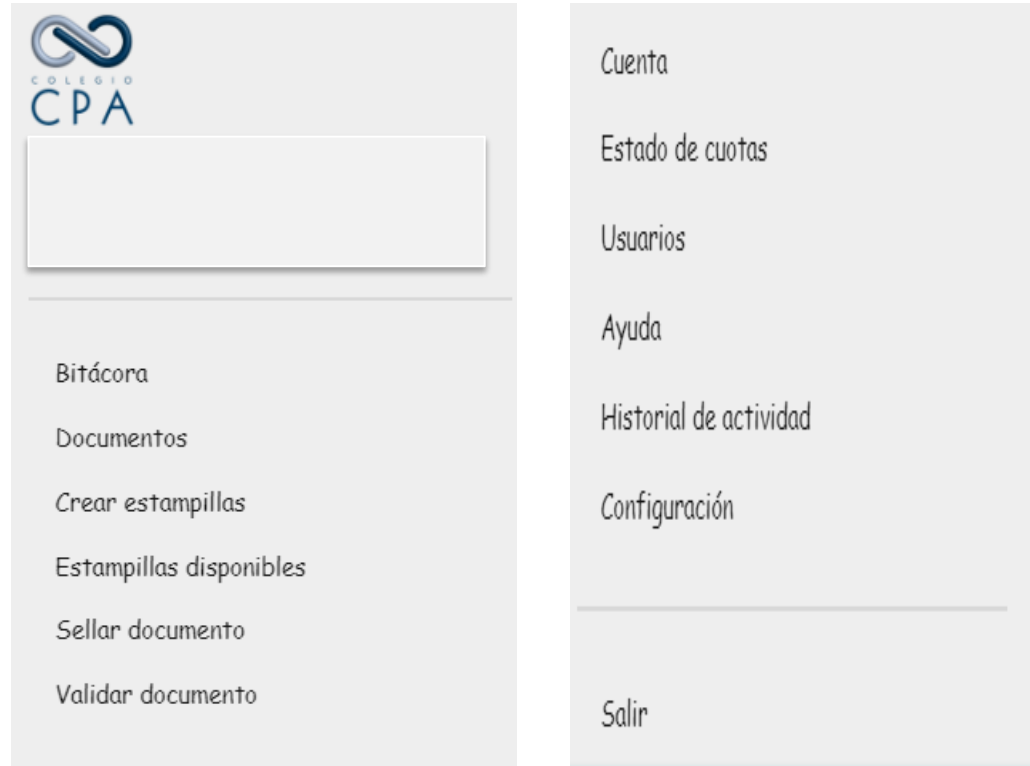 COLEGIO
CPA
Bitácora
Documentos
Crear estampillas
Estampillas disponibles
Sellar documento
Validar documento
Cuenta
Estado de cuotas
Usuarios
Ayuda
Historial de actividad
Configuración
Salir